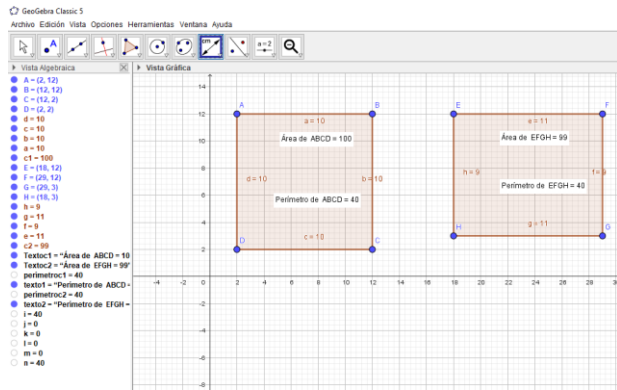 GeoGebra Classic 5
Archivo Edición Vista Opciones Herramientas Ventana Ayuda
A
cm
a=2
Vista Algebraica
Vista Gráfica
A = (2, 12)
B = (12, 12)
C = (12, 2)
D = (2, 2)
d = 10
c = 10
b = 10
a = 10
c1 = 100
E = (18, 12)
F = (29, 12)
G = (29, 3)
H = (18, 3)
h = 9
g = 11
f = 9
e = 11
c2 = 99
Textoc1 = "Área de ABCD = 10
Textoc2 = "Área de EFGH = 99"
perimetroc1 = 40
texto1 = "Perímetro de ABCD =
perimetroc2 = 40
texto2 = "Perímetro de EFGH =
i = 40
j = 0
k = 0
l = 0
m = 0
n = 40
14
12
10
8
6
4
2
0
-2
-4
-6
-8
-4 -2 2 4 6 8 10 12 14 16 18 20 22 24 26 28 30
A
B
a = 10
Área de ABCD = 100
d = 10
b = 10
Perímetro de ABCD = 40
c = 10
D
C
E
F
e = 11
Área de EFGH = 99
h = 9
f = 9
Perímetro de EFGH = 40
g = 11
H
G